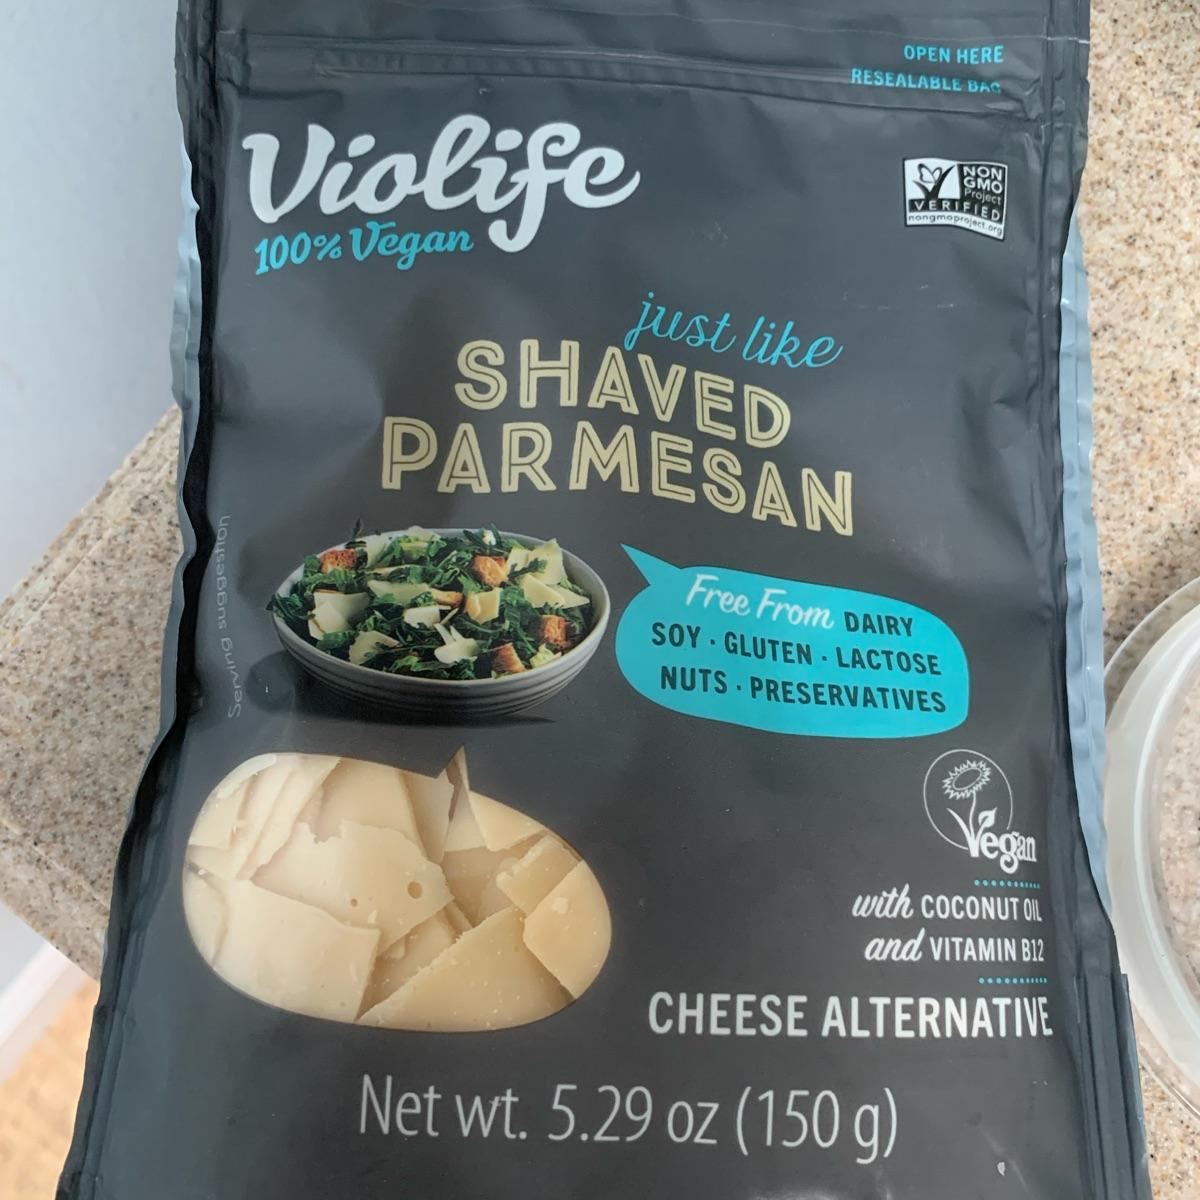 OPEN HERE
RESEALABLE BAG
Violife
100% Vegan
NON
GMO
Project
VERIFIED
nongmoproject.org
just like
SHAVED
PARMESAN
Serving suggestion
Free From DAIRY
SOY · GLUTEN · LACTOSE
NUTS · PRESERVATIVES
Vegan
with COCONUT OIL
and VITAMIN B12
CHEESE ALTERNATIVE
Net wt. 5.29 oz (150 g)